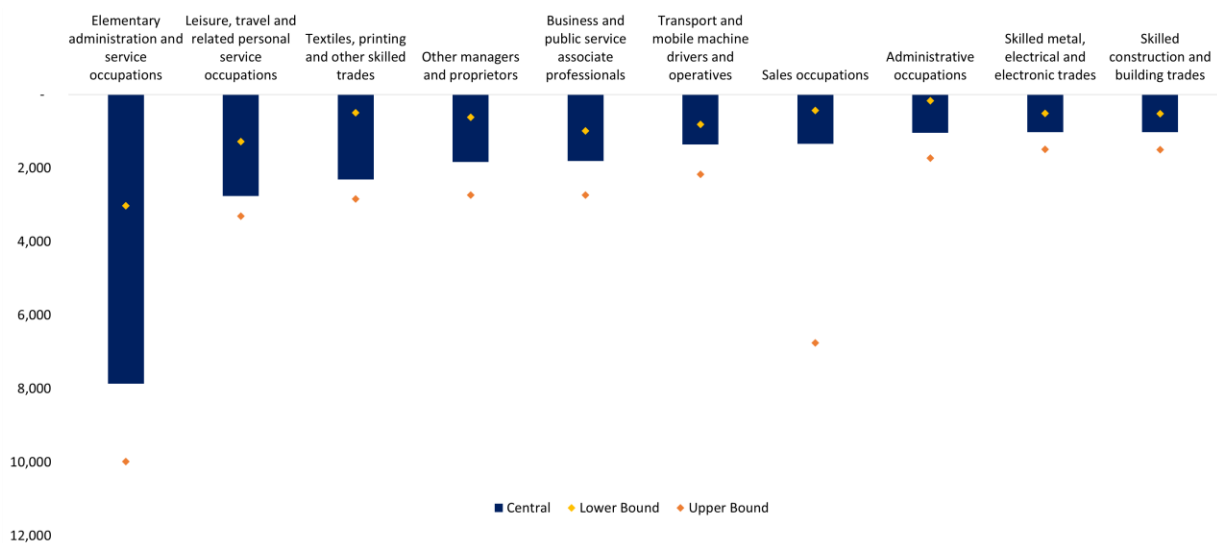 Elementary
administration and
service
occupations
Leisure, travel and
related personal
service
occupations
Textiles, printing
and other skilled
trades
Other managers
and proprietors
Business and
public service
associate
professionals
Transport and
mobile machine
drivers and
operatives
Sales occupations
Administrative
occupations
Skilled metal,
electrical and
electronic trades
Skilled
construction and
building trades
-
2,000
4,000
6,000
8,000
10,000
12,000
Central
Lower Bound
Upper Bound